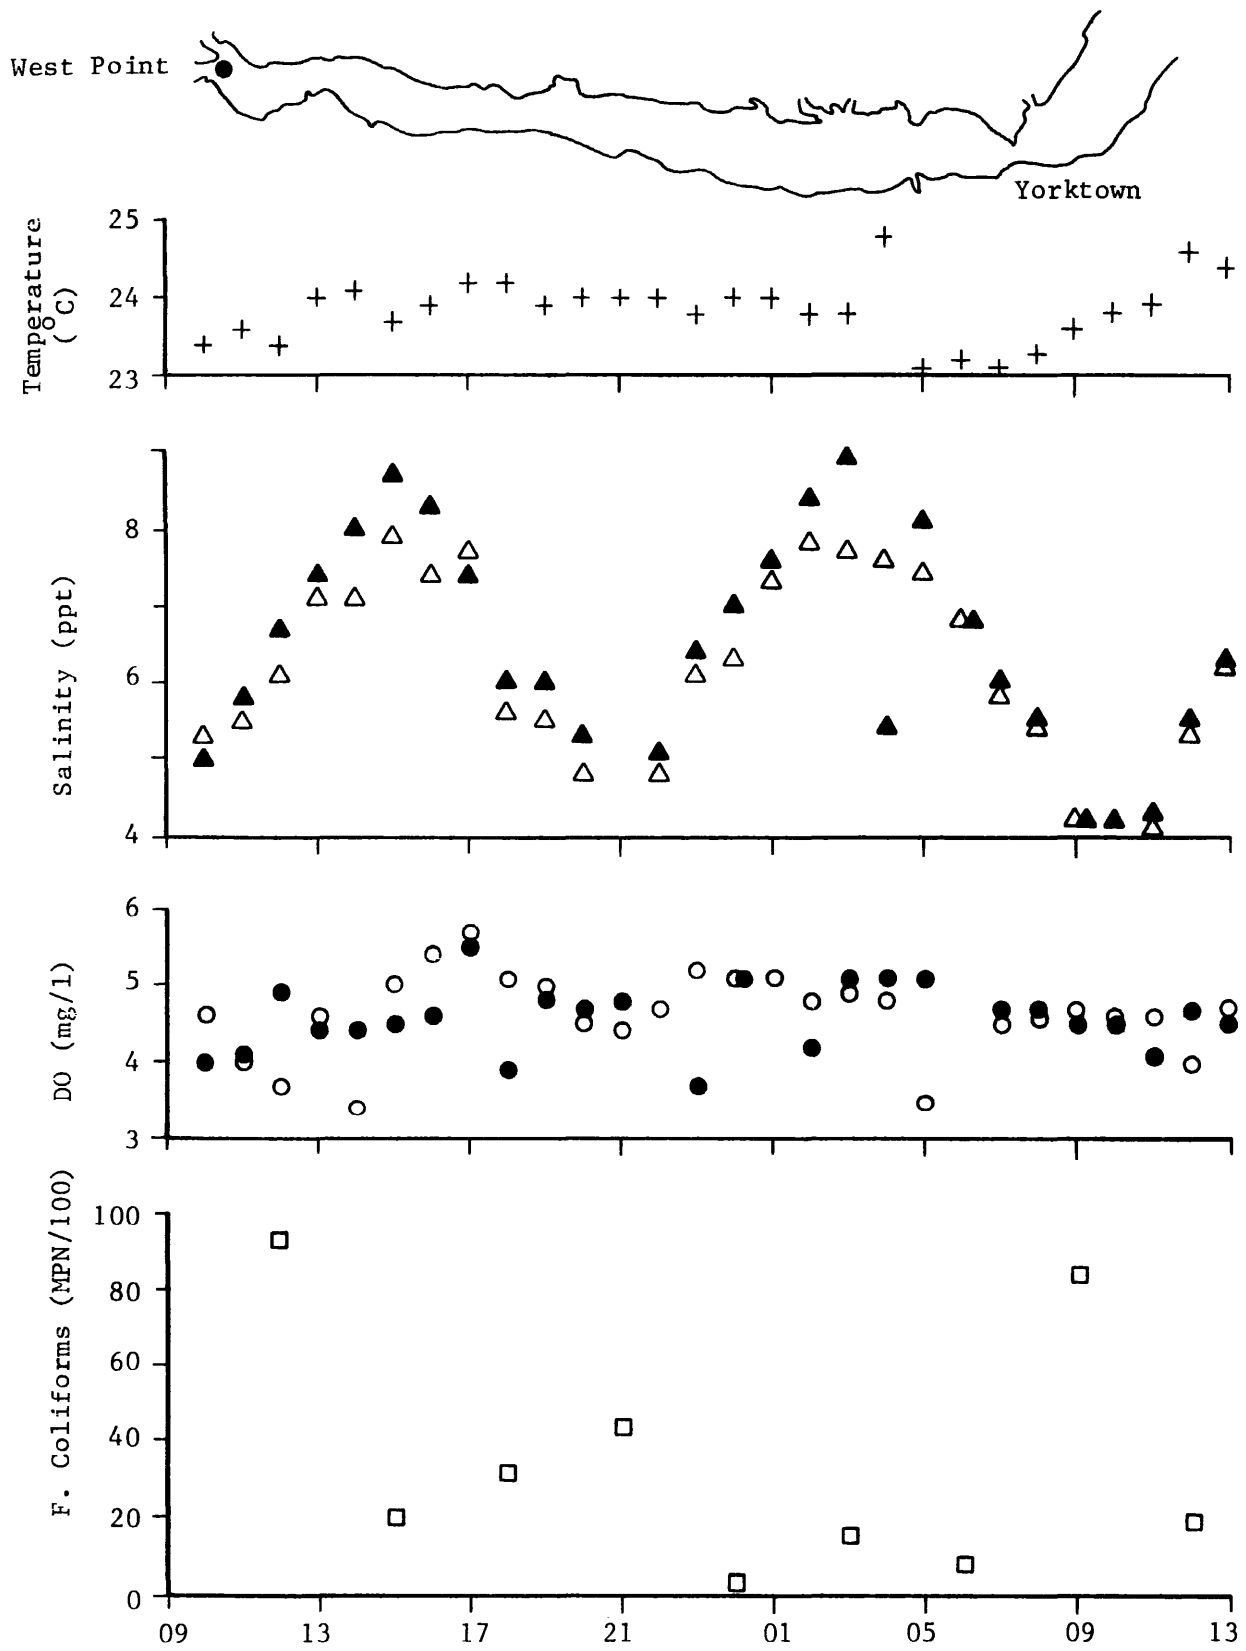 West Point
Yorktown
Temperature
(°C)
25
24
23
Salinity (ppt)
8
6
4
DO (mg/l)
6
5
4
3
F. Coliforms (MPN/100)
100
80
60
40
20
0
09 13 17 21 01 05 09 13